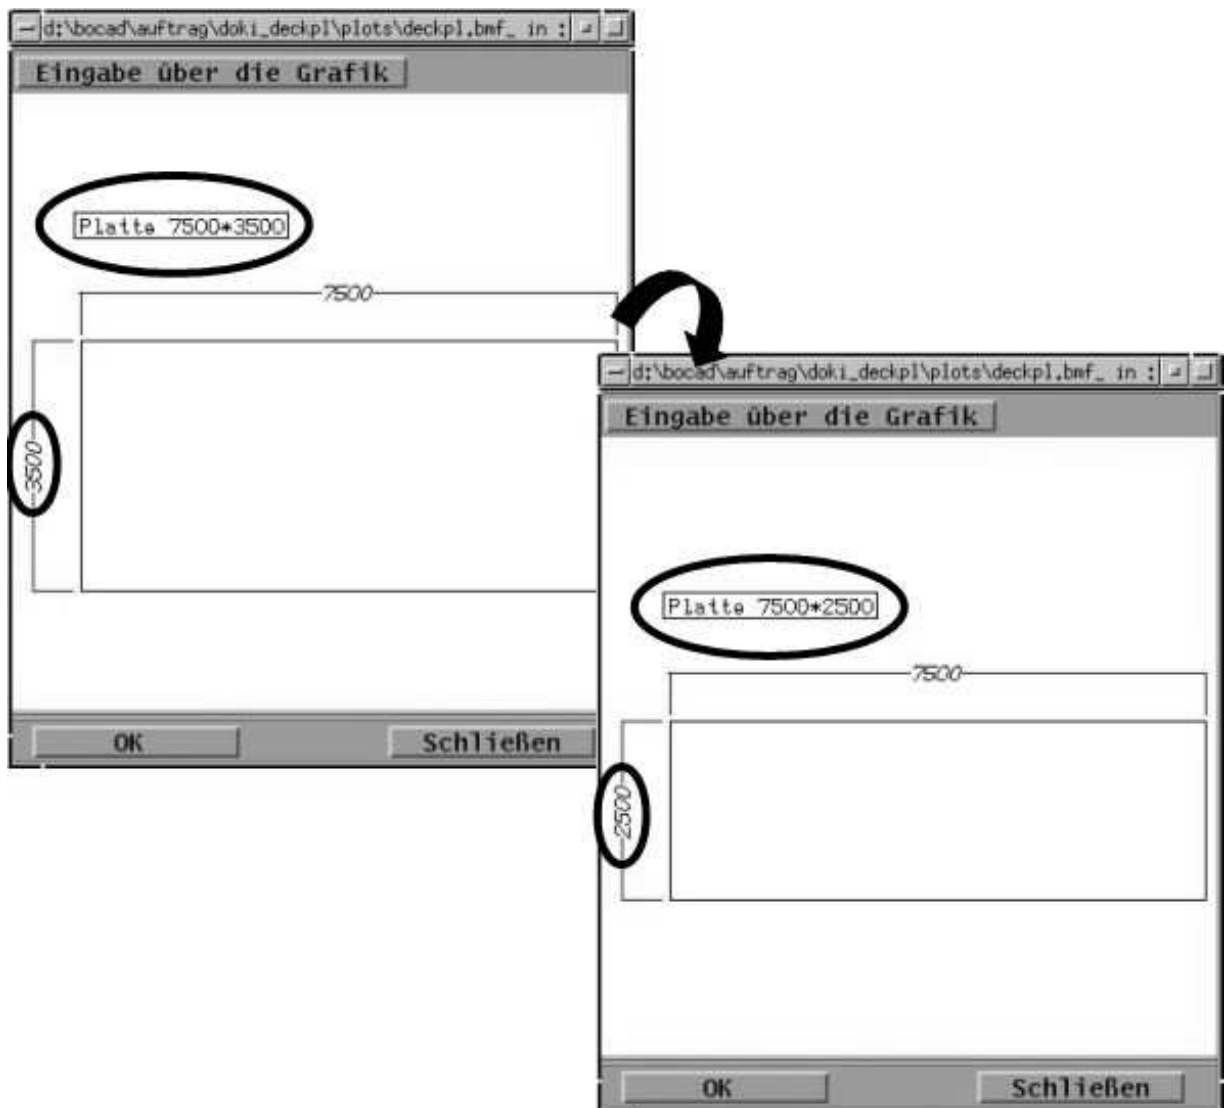 d:\bocad\auftrag\doki_deckpl\plots\deckpl.bmf_ in :
Eingabe über die Grafik
Platte 7500*3500
7500
3500
OK
Schließen
d:\bocad\auftrag\doki_deckpl\plots\deckpl.bmf_ in :
Eingabe über die Grafik
Platte 7500*2500
7500
2500
OK
Schließen